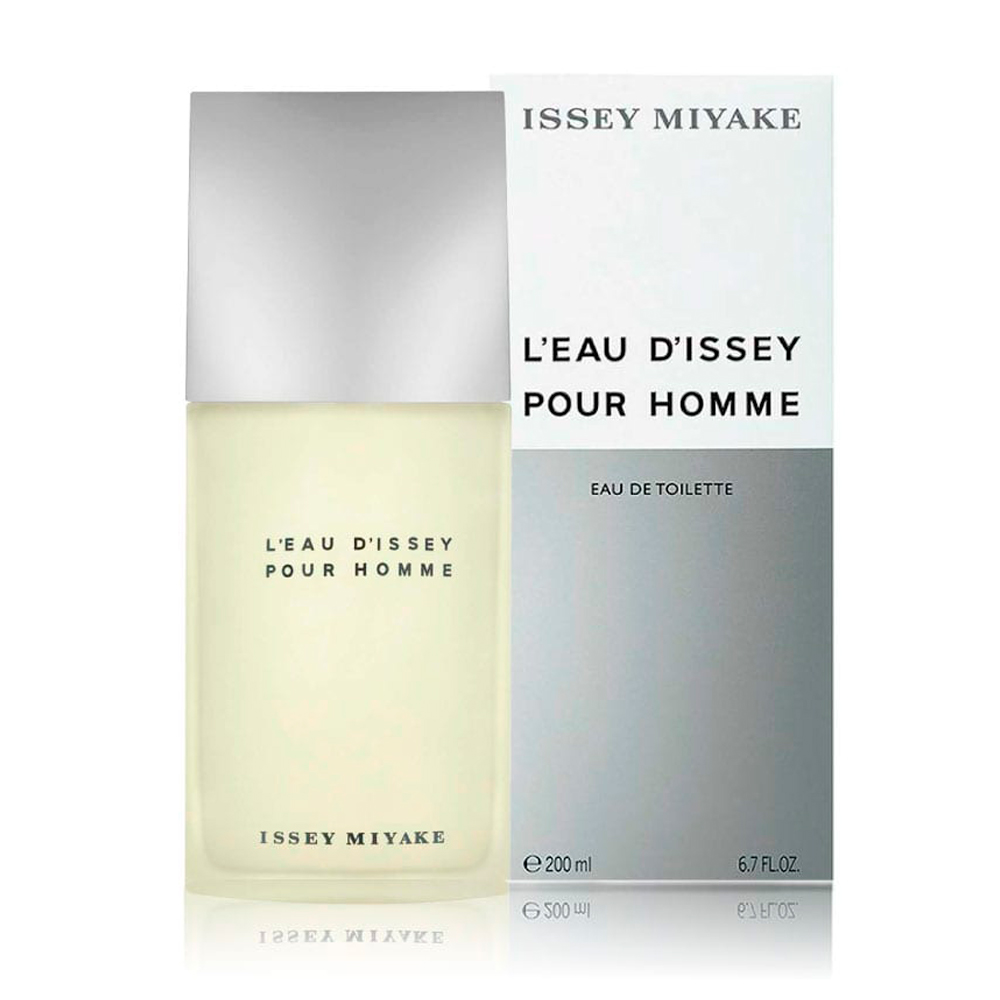 L'EAU D'ISSEY
POUR HOMME
ISSEY MIYAKE
ISSEY MIYAKE
L'EAU D'ISSEY
POUR HOMME
EAU DE TOILETTE
℮ 200 ml 6.7 FL.OZ.